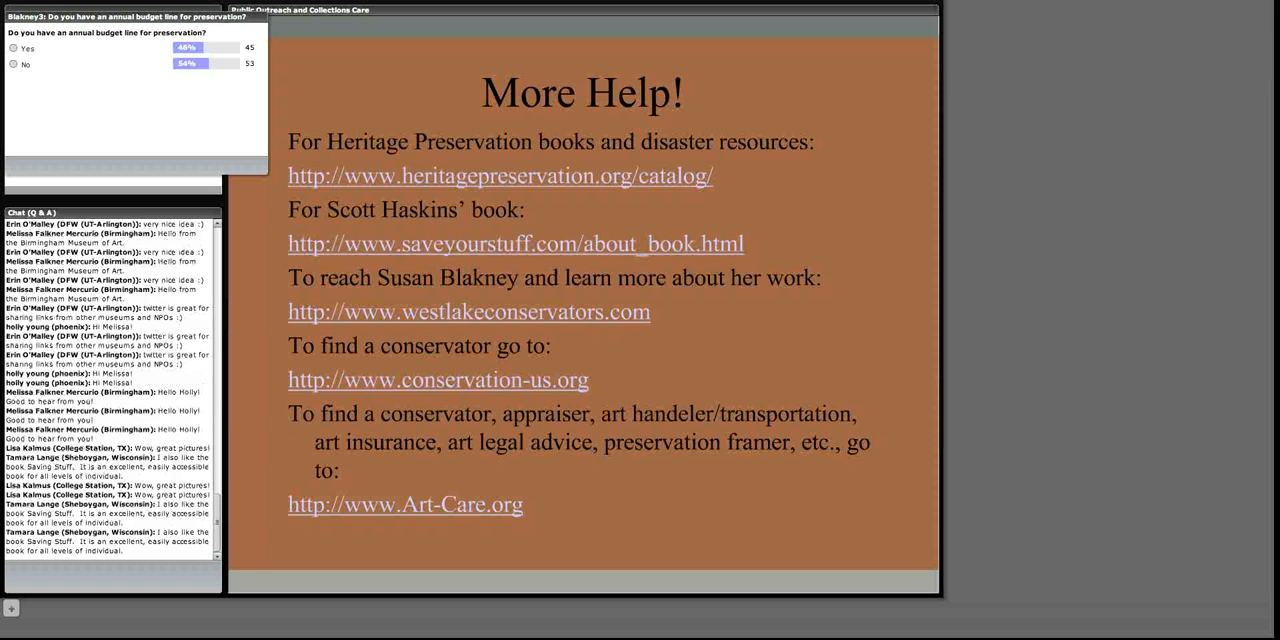 Blakney3: Do you have an annual budget line for preservation?
Do you have an annual budget line for preservation?
Yes 46% 45
No 54% 53
Chat (Q & A)
Erin O'Malley (DFW (UT-Arlington)): very nice idea :)
Melissa Falkner Mercurio (Birmingham): Hello from
the Birmingham Museum of Art.
Erin O'Malley (DFW (UT-Arlington)): very nice idea :)
Melissa Falkner Mercurio (Birmingham): Hello from
the Birmingham Museum of Art.
Erin O'Malley (DFW (UT-Arlington)): very nice idea :)
Melissa Falkner Mercurio (Birmingham): Hello from
the Birmingham Museum of Art.
Erin O'Malley (DFW (UT-Arlington)): twitter is great for
sharing links from other museums and NPOs :)
holly young (phoenix): Hi Melissa!
Erin O'Malley (DFW (UT-Arlington)): twitter is great for
sharing links from other museums and NPOs :)
Erin O'Malley (DFW (UT-Arlington)): twitter is great for
sharing links from other museums and NPOs :)
holly young (phoenix): Hi Melissa!
holly young (phoenix): Hi Melissa!
Melissa Falkner Mercurio (Birmingham): Hello Holly!
Good to hear from you!
Melissa Falkner Mercurio (Birmingham): Hello Holly!
Good to hear from you!
Melissa Falkner Mercurio (Birmingham): Hello Holly!
Good to hear from you!
Lisa Kalmus (College Station, TX): Wow, great pictures!
Tamara Lange (Sheboygan, Wisconsin): I also like the
book Saving Stuff. It is an excellent, easily accessible
book for all levels of individual.
Lisa Kalmus (College Station, TX): Wow, great pictures!
Lisa Kalmus (College Station, TX): Wow, great pictures!
Tamara Lange (Sheboygan, Wisconsin): I also like the
book Saving Stuff. It is an excellent, easily accessible
book for all levels of individual.
Tamara Lange (Sheboygan, Wisconsin): I also like the
book Saving Stuff. It is an excellent, easily accessible
book for all levels of individual.
Public Outreach and Collections Care
More Help!
For Heritage Preservation books and disaster resources:
http://www.heritagepreservation.org/catalog/
For Scott Haskins’ book:
http://www.saveyourstuff.com/about_book.html
To reach Susan Blakney and learn more about her work:
http://www.westlakeconservators.com
To find a conservator go to:
http://www.conservation-us.org
To find a conservator, appraiser, art handeler/transportation,
art insurance, art legal advice, preservation framer, etc., go
to:
http://www.Art-Care.org